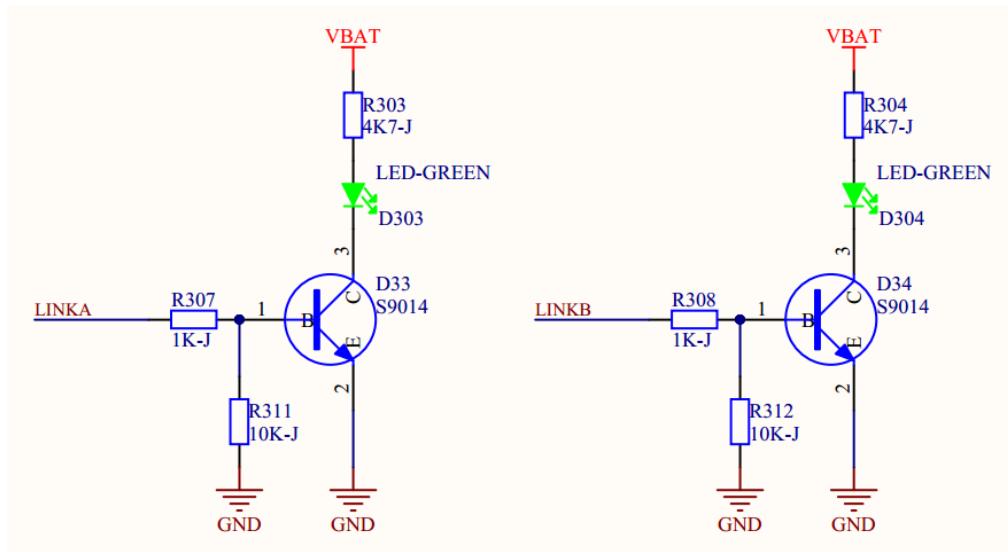 VBAT
R303
4K7-J
LED-GREEN
D303
3
D33
S9014
C
LINKA
R307
1
B
1K-J
E
2
R311
10K-J
GND
GND
VBAT
R304
4K7-J
LED-GREEN
D304
3
D34
S9014
C
LINKB
R308
1
B
1K-J
E
2
R312
10K-J
GND
GND